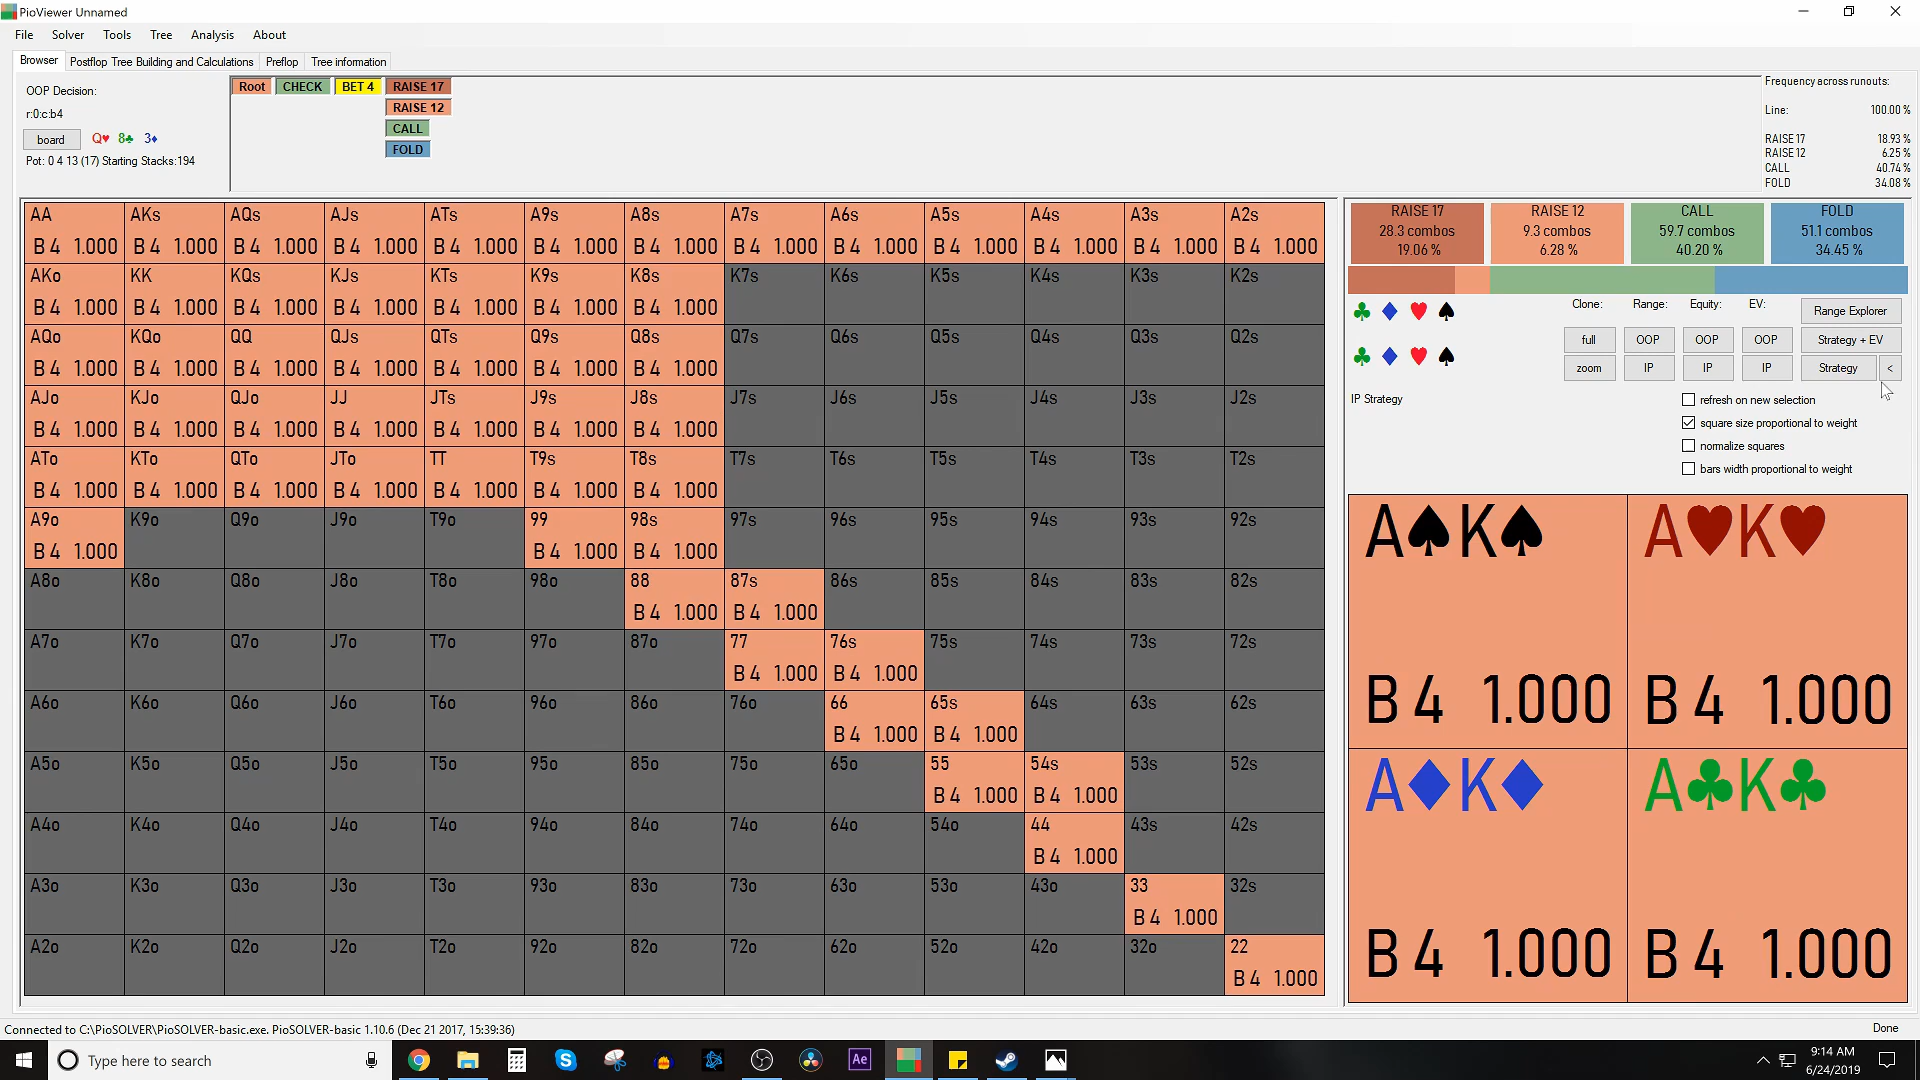 PioViewer Unnamed
File Solver Tools Tree Analysis About
Browser Postflop Tree Building and Calculations Preflop Tree information
OOP Decision:
r:0:c:b4
board Q♥ 8♣ 3♦
Pot: 0 4 13 (17) Starting Stacks:194
Root CHECK BET 4 RAISE 17
RAISE 12
CALL
FOLD
Frequency across runouts:
Line: 100.00 %
RAISE 17 18.93 %
RAISE 12 6.25 %
CALL 40.74 %
FOLD 34.08 %
AA AKs AQs AJs ATs A9s A8s A7s A6s A5s A4s A3s A2s
B 4 1.000 B 4 1.000 B 4 1.000 B 4 1.000 B 4 1.000 B 4 1.000 B 4 1.000 B 4 1.000 B 4 1.000 B 4 1.000 B 4 1.000 B 4 1.000 B 4 1.000
AKo KK KQs KJs KTs K9s K8s K7s K6s K5s K4s K3s K2s
B 4 1.000 B 4 1.000 B 4 1.000 B 4 1.000 B 4 1.000 B 4 1.000 B 4 1.000
AQo KQo QQ QJs QTs Q9s Q8s Q7s Q6s Q5s Q4s Q3s Q2s
B 4 1.000 B 4 1.000 B 4 1.000 B 4 1.000 B 4 1.000 B 4 1.000 B 4 1.000
AJo KJo QJo JJ JTs J9s J8s J7s J6s J5s J4s J3s J2s
B 4 1.000 B 4 1.000 B 4 1.000 B 4 1.000 B 4 1.000 B 4 1.000 B 4 1.000
ATo KTo QTo JTo TT T9s T8s T7s T6s T5s T4s T3s T2s
B 4 1.000 B 4 1.000 B 4 1.000 B 4 1.000 B 4 1.000 B 4 1.000 B 4 1.000
A9o K9o Q9o J9o T9o 99 98s 97s 96s 95s 94s 93s 92s
B 4 1.000 B 4 1.000 B 4 1.000
A8o K8o Q8o J8o T8o 98o 88 87s 86s 85s 84s 83s 82s
B 4 1.000 B 4 1.000
A7o K7o Q7o J7o T7o 97o 87o 77 76s 75s 74s 73s 72s
B 4 1.000 B 4 1.000
A6o K6o Q6o J6o T6o 96o 86o 76o 66 65s 64s 63s 62s
B 4 1.000 B 4 1.000
A5o K5o Q5o J5o T5o 95o 85o 75o 65o 55 54s 53s 52s
B 4 1.000 B 4 1.000
A4o K4o Q4o J4o T4o 94o 84o 74o 64o 54o 44 43s 42s
B 4 1.000
A3o K3o Q3o J3o T3o 93o 83o 73o 63o 53o 43o 33 32s
B 4 1.000
A2o K2o Q2o J2o T2o 92o 82o 72o 62o 52o 42o 32o 22
B 4 1.000
RAISE 17 RAISE 12 CALL FOLD
28.3 combos 9.3 combos 59.7 combos 51.1 combos
19.06 % 6.28 % 40.20 % 34.45 %
♣ ♦ ♥ ♠ Clone: Range: Equity: EV: Range Explorer
full OOP OOP OOP Strategy + EV
♣ ♦ ♥ ♠ zoom IP IP IP Strategy <
IP Strategy
refresh on new selection
square size proportional to weight
normalize squares
bars width proportional to weight
A♠K♠ A♥K♥
B 4 1.000 B 4 1.000
A♦K♦ A♣K♣
B 4 1.000 B 4 1.000
Connected to C:\PioSOLVER\PioSOLVER-basic.exe. PioSOLVER-basic 1.10.6 (Dec 21 2017, 15:39:36) Done
Type here to search
Ae
9:14 AM
6/24/2019